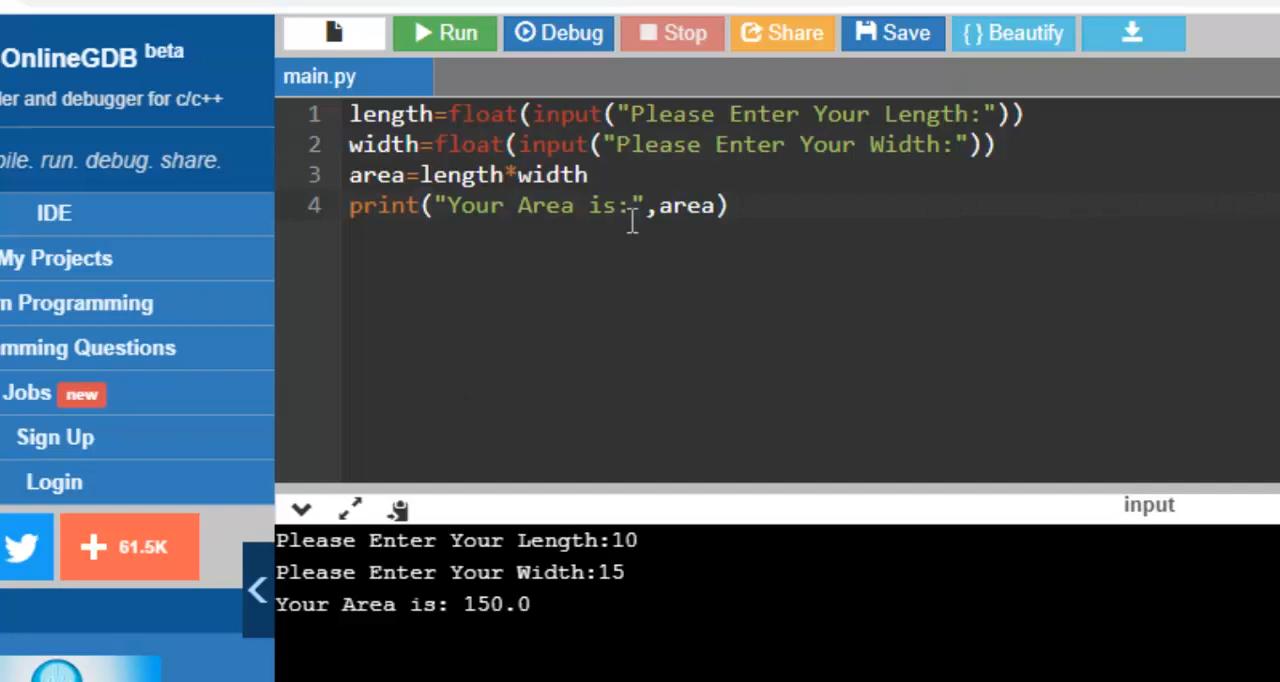 OnlineGDB beta
ler and debugger for c/c++
pile. run. debug. share.
IDE
My Projects
n Programming
mming Questions
Jobs new
Sign Up
Login
61.5K
Run Debug Stop Share Save { } Beautify
main.py
1 length=float(input("Please Enter Your Length:"))
2 width=float(input("Please Enter Your Width:"))
3 area=length*width
4 print("Your Area is:",area)
input
Please Enter Your Length:10
Please Enter Your Width:15
Your Area is: 150.0